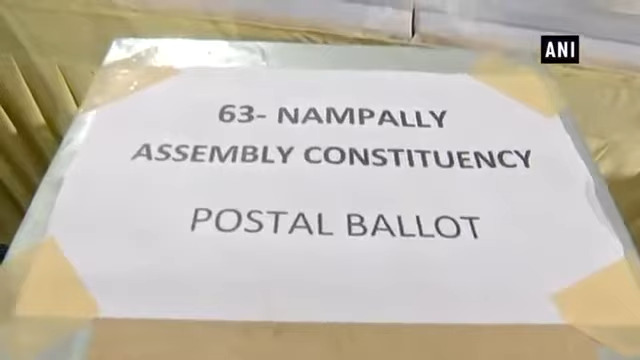 ANI
63- NAMPALLY
ASSEMBLY CONSTITUENCY
POSTAL BALLOT